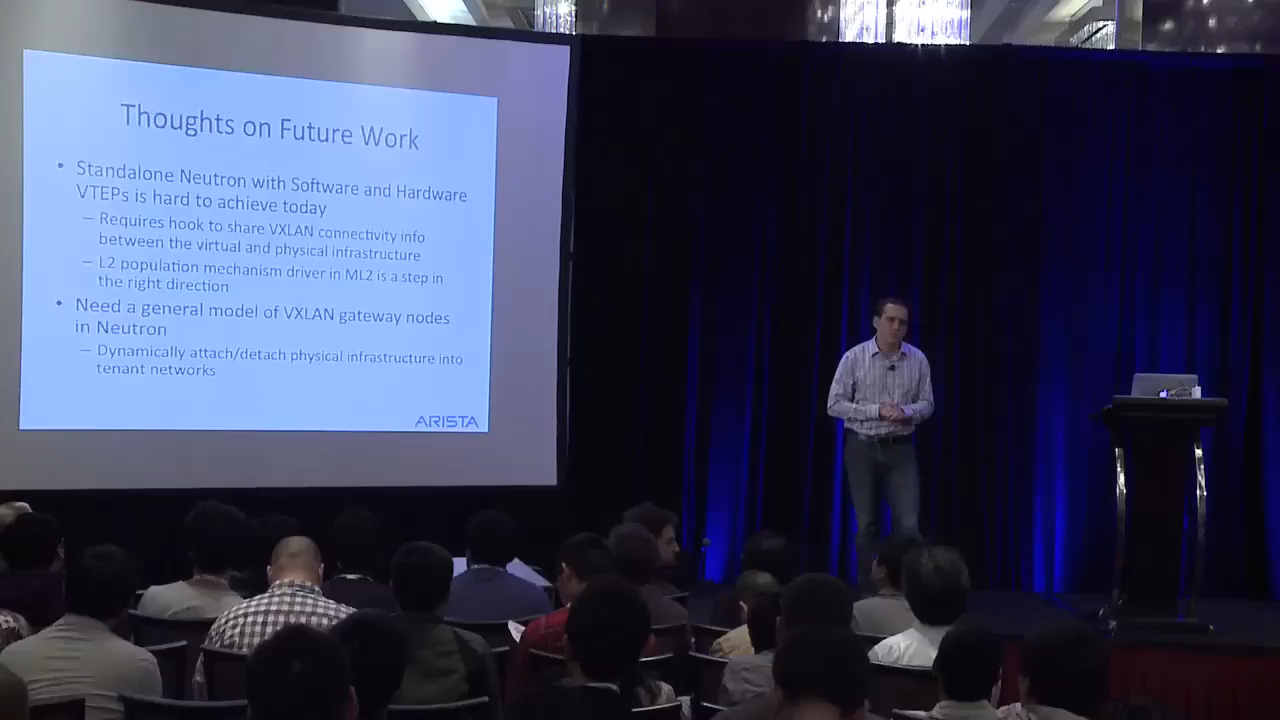 Thoughts on Future Work
• Standalone Neutron with Software and Hardware
VTEPs is hard to achieve today
– Requires hook to share VXLAN connectivity info
between the virtual and physical infrastructure
– L2 population mechanism driver in ML2 is a step in
the right direction
• Need a general model of VXLAN gateway nodes
in Neutron
– Dynamically attach/detach physical infrastructure into
tenant networks
ARISTA